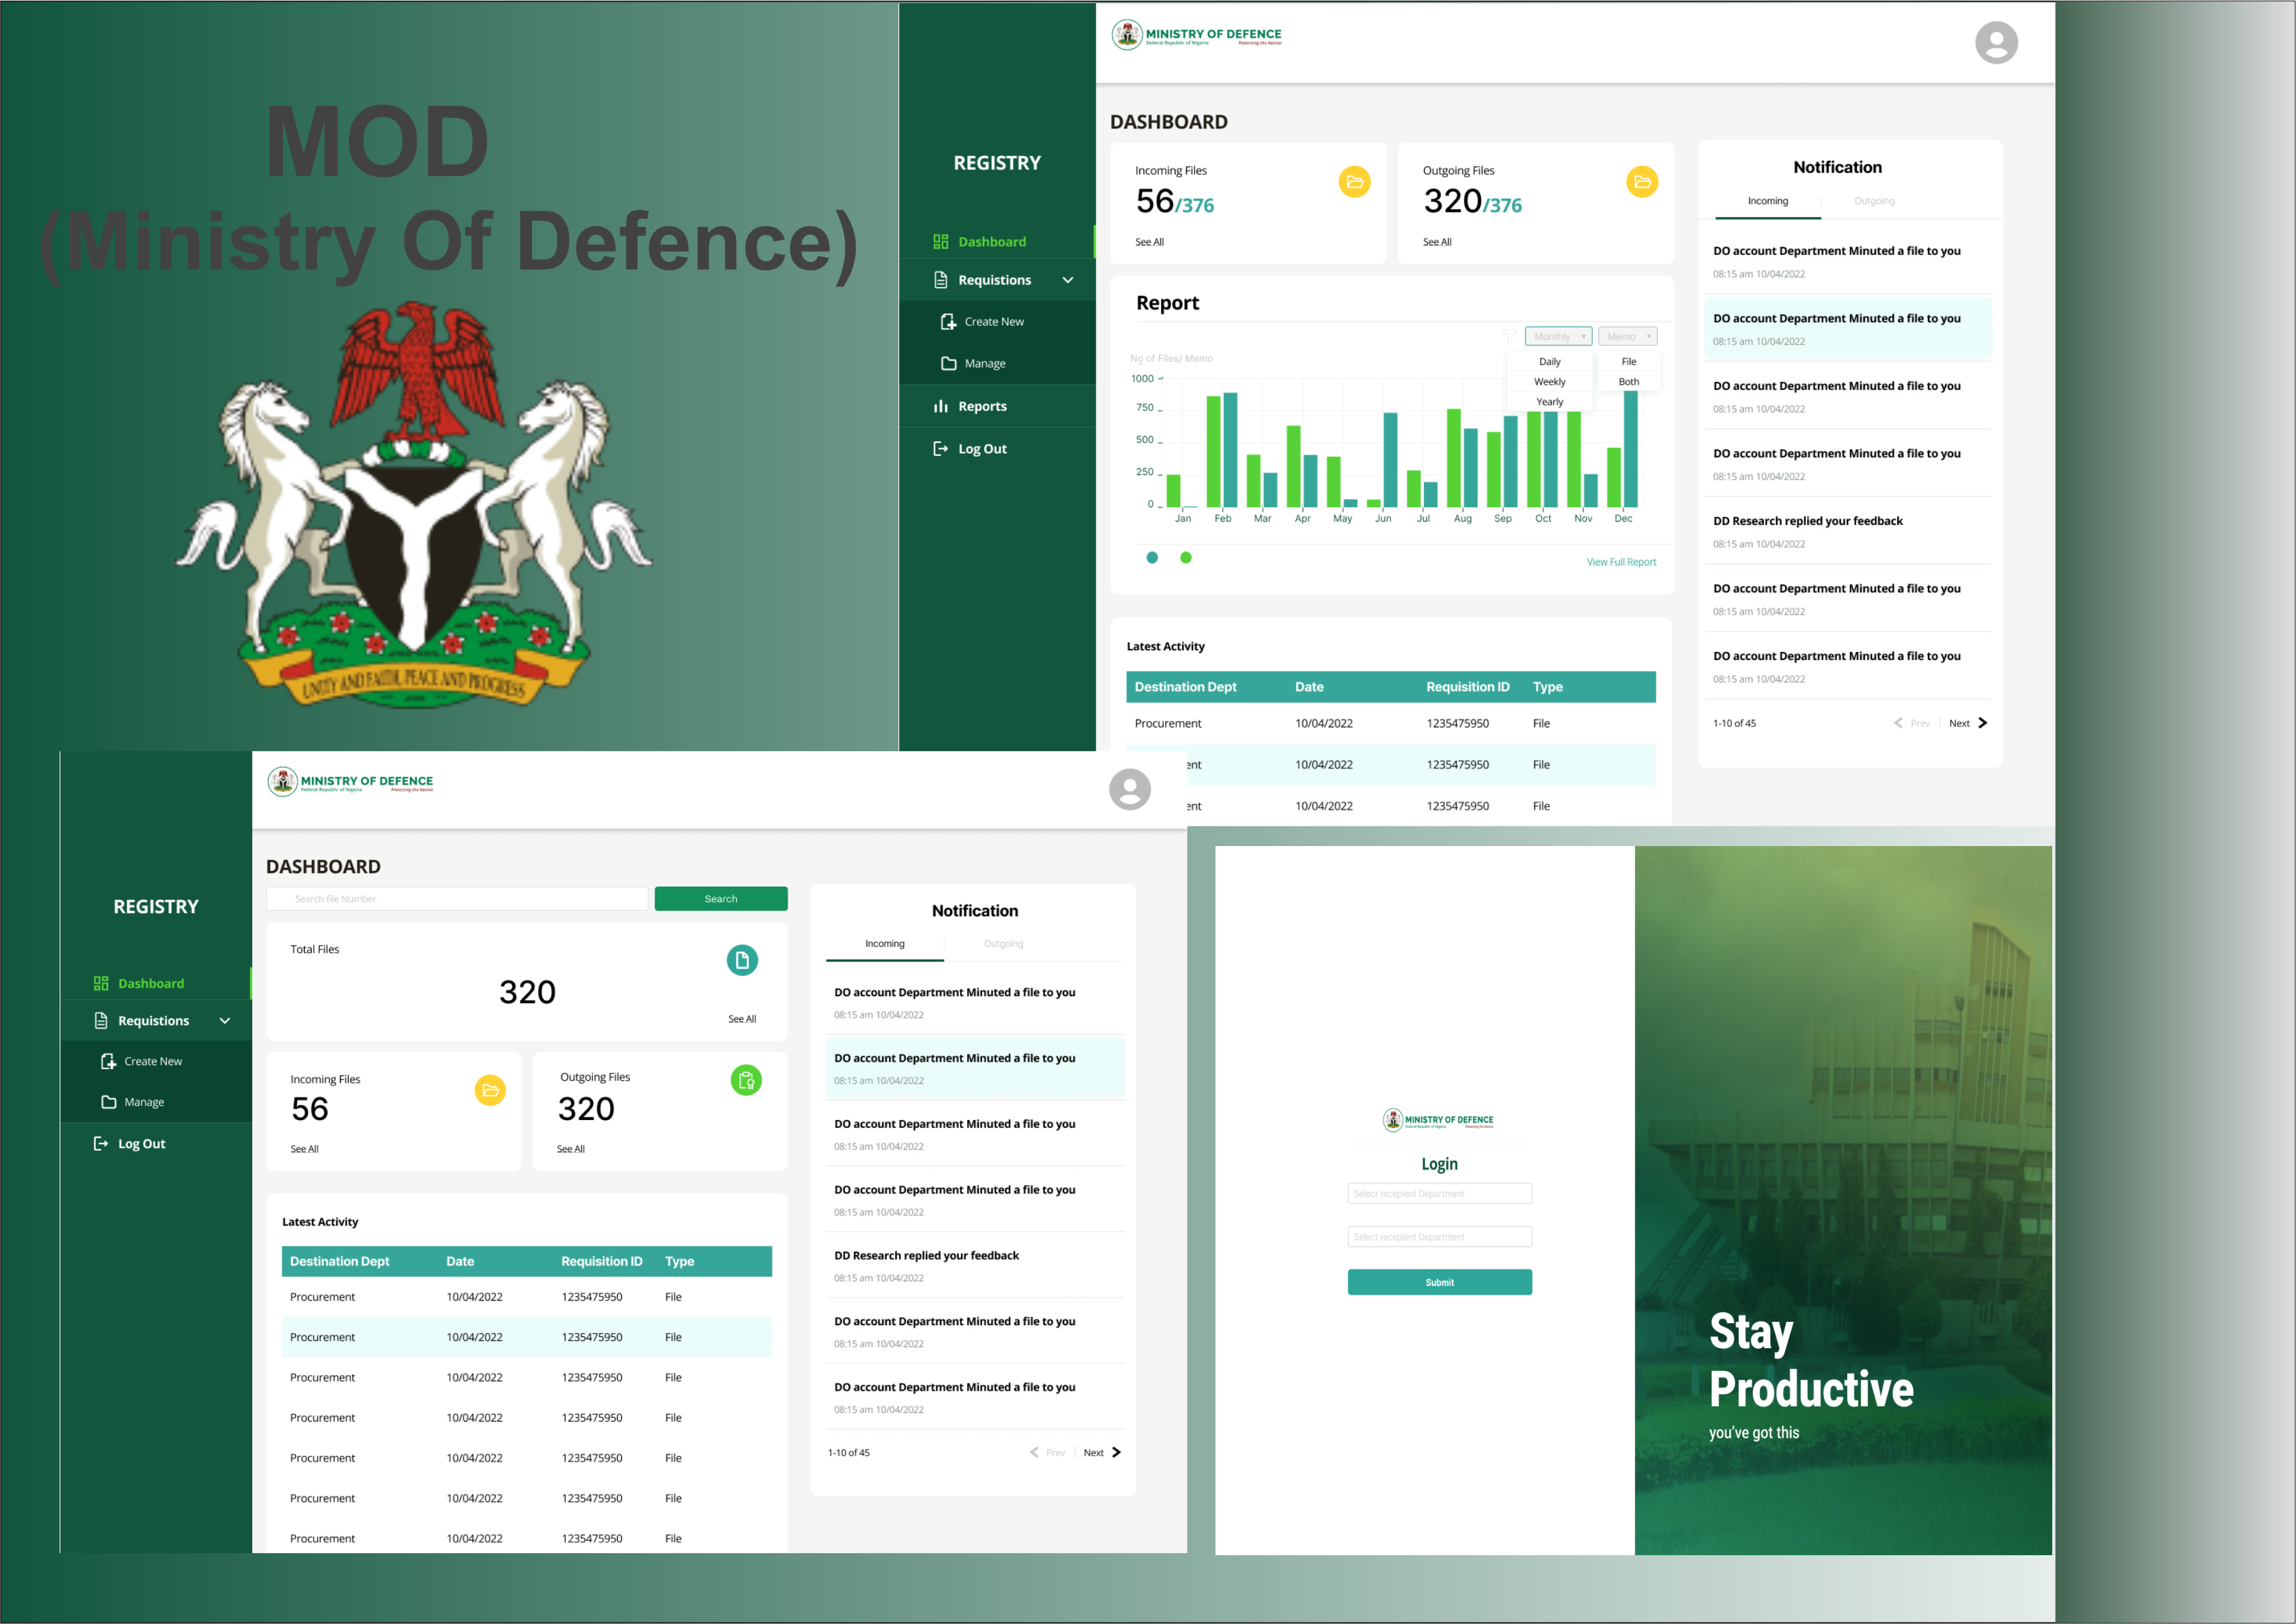 MOD
(Ministry Of Defence)
UNITY AND FAITH, PEACE AND PROGRESS
REGISTRY
Dashboard
Requistions
Create New
Manage
Reports
Log Out
MINISTRY OF DEFENCE
Federal Republic of Nigeria Protecting the Nation
DASHBOARD
Incoming Files
56/376
See All
Outgoing Files
320/376
See All
Report
Monthly
Memo
Daily
Weekly
Yearly
File
Both
Ng of Files/ Memo
1000
750
500
250
0
Jan Feb Mar Apr May Jun Jul Aug Sep Oct Nov Dec
View Full Report
Latest Activity
Destination Dept Date Requisition ID Type
Procurement 10/04/2022 1235475950 File
ent 10/04/2022 1235475950 File
ent 10/04/2022 1235475950 File
Notification
Incoming Outgoing
DO account Department Minuted a file to you
08:15 am 10/04/2022
DO account Department Minuted a file to you
08:15 am 10/04/2022
DO account Department Minuted a file to you
08:15 am 10/04/2022
DO account Department Minuted a file to you
08:15 am 10/04/2022
DD Research replied your feedback
08:15 am 10/04/2022
DO account Department Minuted a file to you
08:15 am 10/04/2022
DO account Department Minuted a file to you
08:15 am 10/04/2022
1-10 of 45 Prev Next
REGISTRY
Dashboard
Requistions
Create New
Manage
Log Out
MINISTRY OF DEFENCE
Federal Republic of Nigeria Protecting the Nation
DASHBOARD
Search file Number Search
Total Files
320
See All
Incoming Files
56
See All
Outgoing Files
320
See All
Latest Activity
Destination Dept Date Requisition ID Type
Procurement 10/04/2022 1235475950 File
Procurement 10/04/2022 1235475950 File
Procurement 10/04/2022 1235475950 File
Procurement 10/04/2022 1235475950 File
Procurement 10/04/2022 1235475950 File
Procurement 10/04/2022 1235475950 File
Procurement 10/04/2022 1235475950 File
Notification
Incoming Outgoing
DO account Department Minuted a file to you
08:15 am 10/04/2022
DO account Department Minuted a file to you
08:15 am 10/04/2022
DO account Department Minuted a file to you
08:15 am 10/04/2022
DO account Department Minuted a file to you
08:15 am 10/04/2022
DD Research replied your feedback
08:15 am 10/04/2022
DO account Department Minuted a file to you
08:15 am 10/04/2022
DO account Department Minuted a file to you
08:15 am 10/04/2022
1-10 of 45 Prev Next
MINISTRY OF DEFENCE
Federal Republic of Nigeria Protecting the Nation
Login
Select recepient Department
Select recepient Department
Submit
Stay
Productive
you've got this